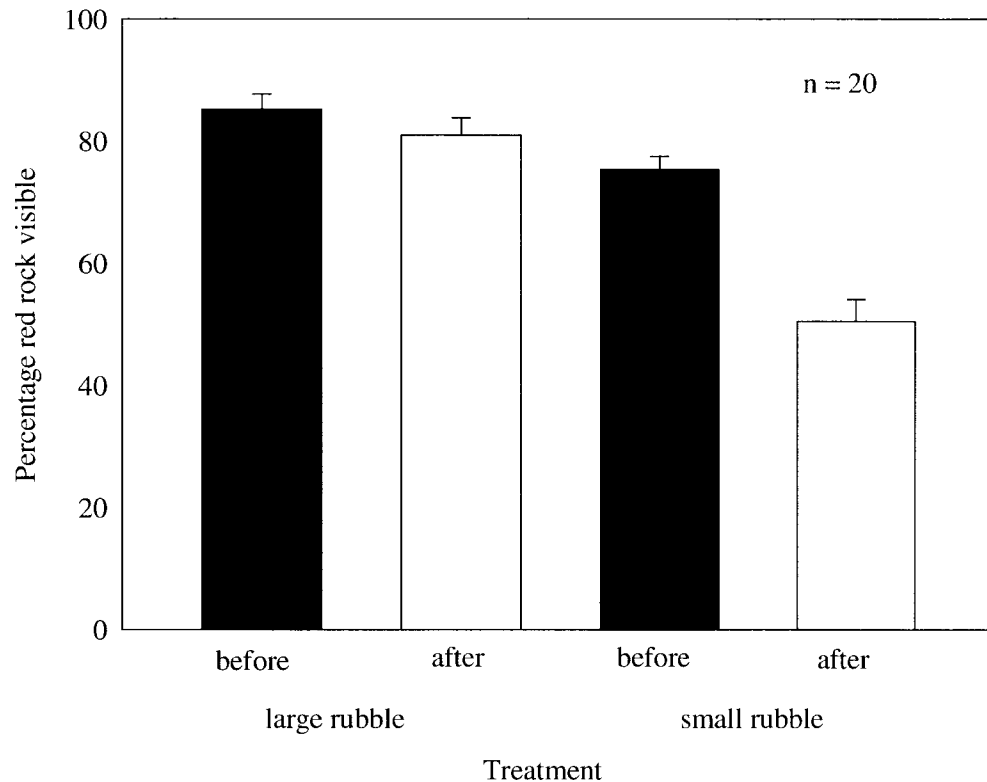 100
80
60
40
20
0
Percentage red rock visible
n = 20
before after before after
large rubble small rubble
Treatment